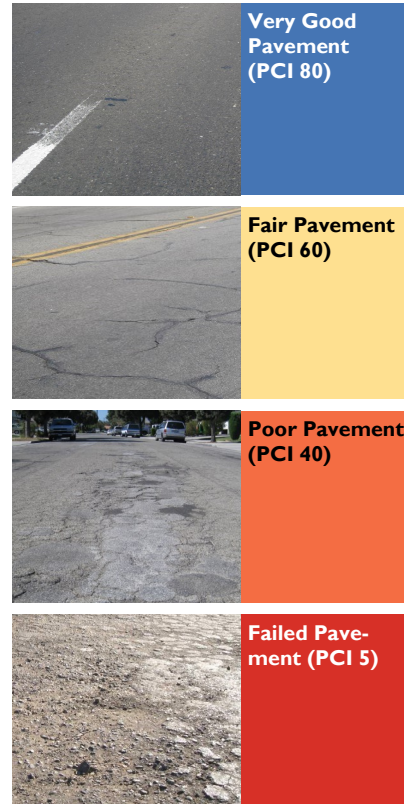 Very Good
Pavement
(PCI 80)
Fair Pavement
(PCI 60)
Poor Pavement
(PCI 40)
Failed Pave-
ment (PCI 5)